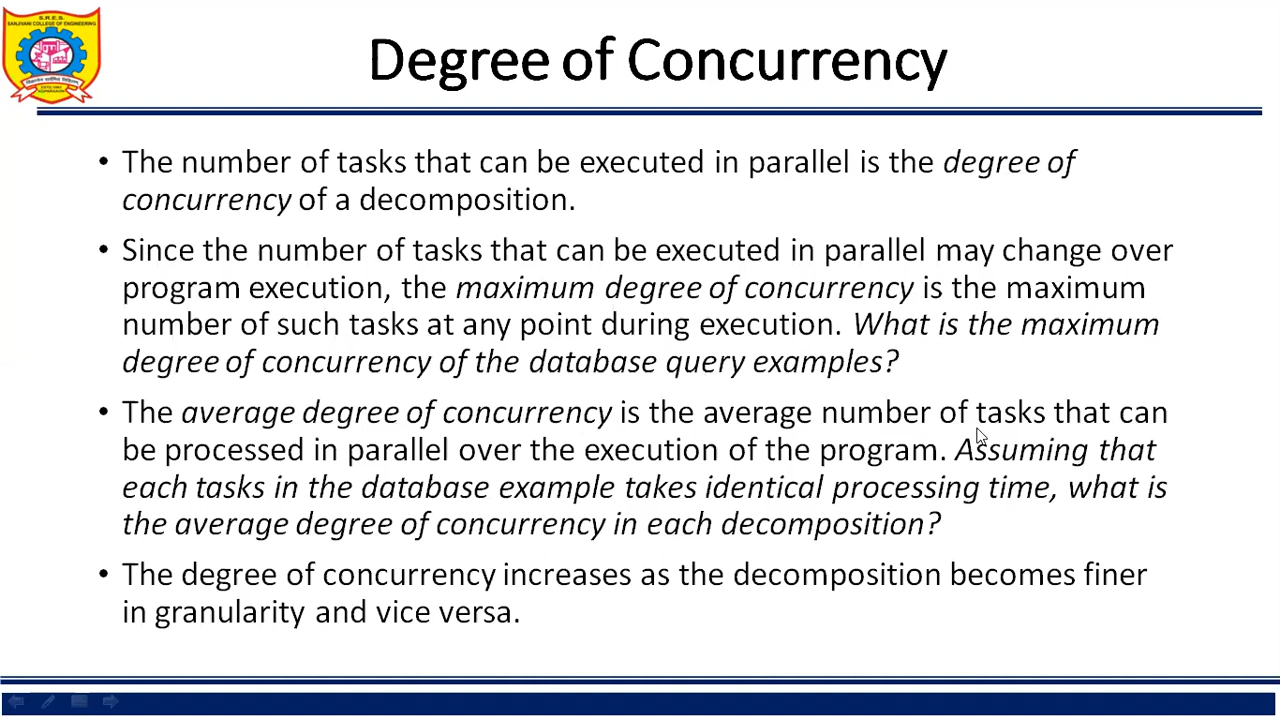 S.R.E.S.
SANJIVANI COLLEGE OF ENGINEERING
Degree of Concurrency
• The number of tasks that can be executed in parallel is the degree of
concurrency of a decomposition.
• Since the number of tasks that can be executed in parallel may change over
program execution, the maximum degree of concurrency is the maximum
number of such tasks at any point during execution. What is the maximum
degree of concurrency of the database query examples?
• The average degree of concurrency is the average number of tasks that can
be processed in parallel over the execution of the program. Assuming that
each tasks in the database example takes identical processing time, what is
the average degree of concurrency in each decomposition?
• The degree of concurrency increases as the decomposition becomes finer
in granularity and vice versa.